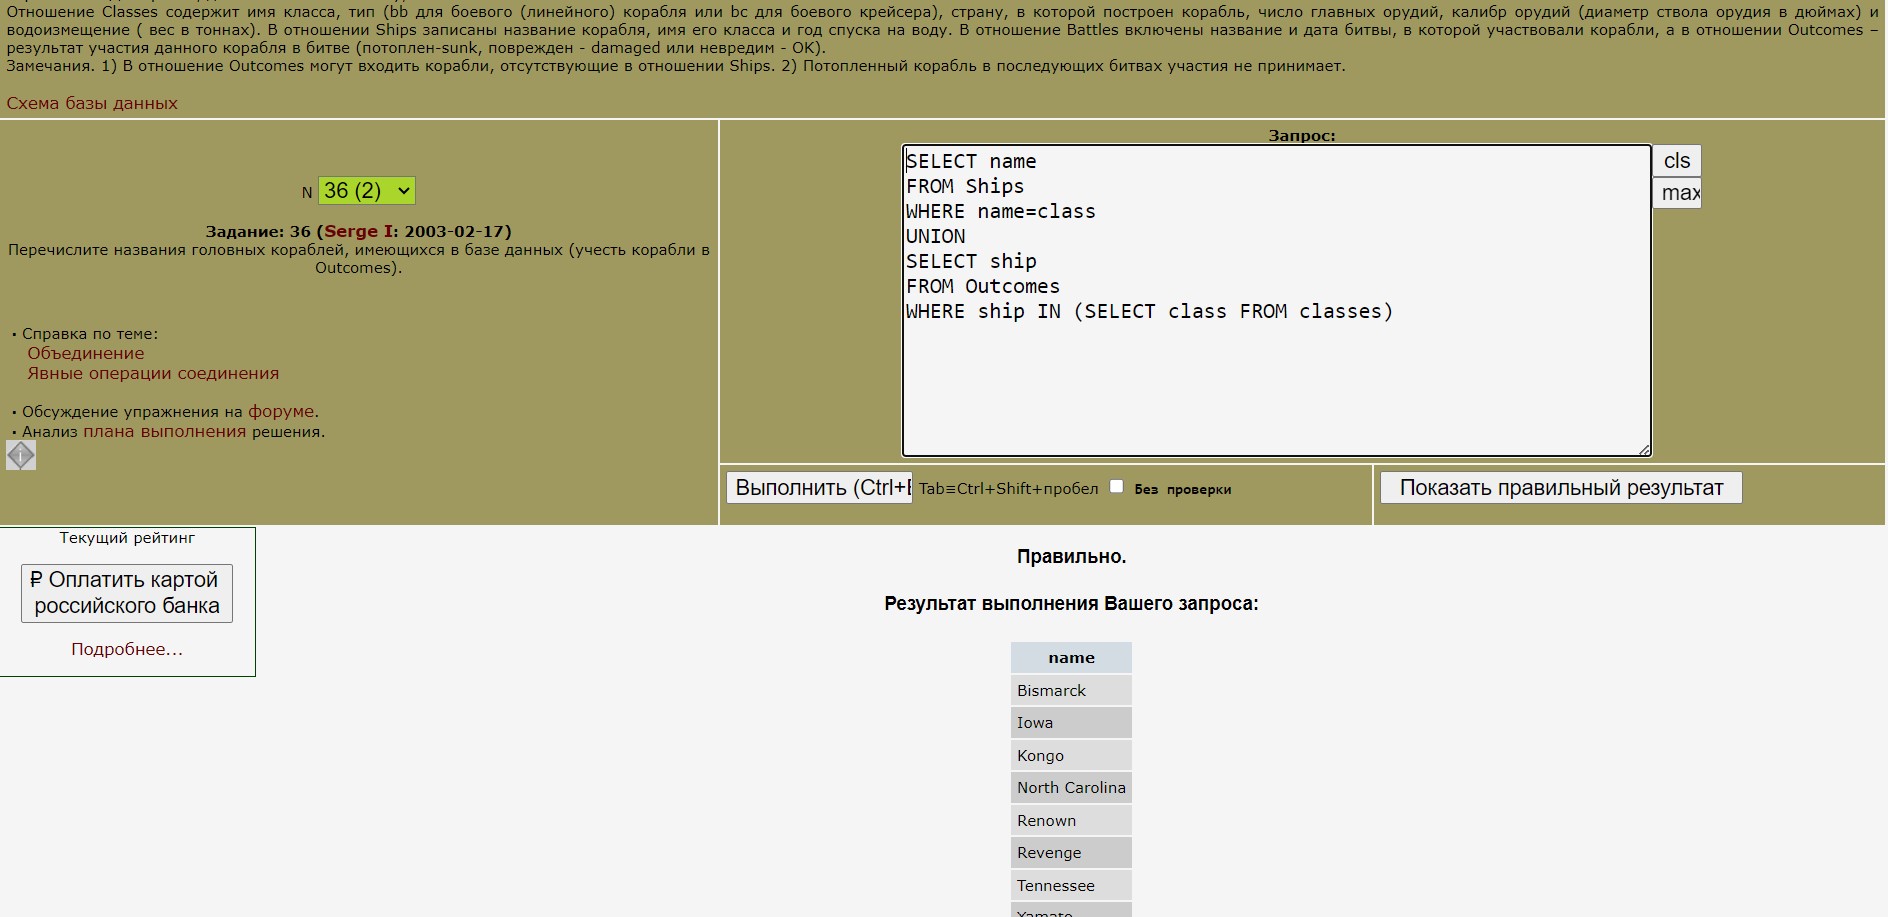 Отношение Classes содержит имя класса, тип (bb для боевого (линейного) корабля или bc для боевого крейсера), страну, в которой построен корабль, число главных орудий, калибр орудий (диаметр ствола орудия в дюймах) и
водоизмещение ( вес в тоннах). В отношении Ships записаны название корабля, имя его класса и год спуска на воду. В отношение Battles включены название и дата битвы, в которой участвовали корабли, а в отношении Outcomes –
результат участия данного корабля в битве (потоплен-sunk, поврежден - damaged или невредим - OK).
Замечания. 1) В отношение Outcomes могут входить корабли, отсутствующие в отношении Ships. 2) Потопленный корабль в последующих битвах участия не принимает.
Схема базы данных
N 36 (2)
Задание: 36 (Serge I: 2003-02-17)
Перечислите названия головных кораблей, имеющихся в базе данных (учесть корабли в
Outcomes).
· Справка по теме:
Объединение
Явные операции соединения
· Обсуждение упражнения на форуме.
· Анализ плана выполнения решения.
Запрос:
SELECT name
FROM Ships
WHERE name=class
UNION
SELECT ship
FROM Outcomes
WHERE ship IN (SELECT class FROM classes)
cls
max
Выполнить (Ctrl+E Tab≡Ctrl+Shift+пробел Без проверки
Показать правильный результат
Текущий рейтинг
₽ Оплатить картой
российского банка
Подробнее...
Правильно.
Результат выполнения Вашего запроса:
name
Bismarck
Iowa
Kongo
North Carolina
Renown
Revenge
Tennessee
Yamato